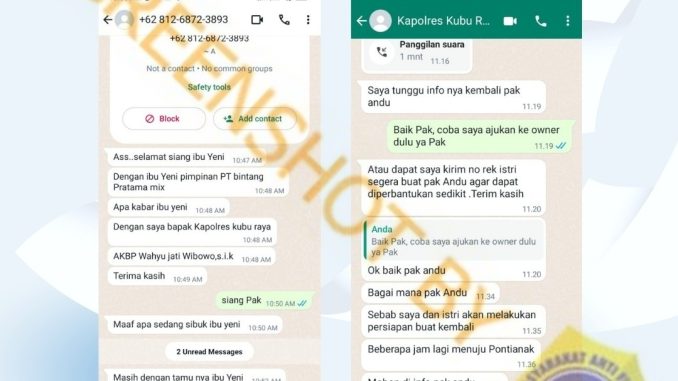 +62 812-6872-3893
+62 812-6872-3893
~ A
Not a contact • No common groups
Safety tools
Block
Add contact
Ass..selamat siang ibu Yeni
10:47 AM
Dengan ibu Yeni pimpinan PT bintang
Pratama mix
10:48 AM
Apa kabar ibu yeni
10:48 AM
Dengan saya bapak Kapolres kubu raya
10:48 AM
AKBP Wahyu jati Wibowo,s.i.k
10:48 AM
Terima kasih
10:49 AM
siang Pak
10:50 AM
Maaf apa sedang sibuk ibu yeni
10:50 AM
2 Unread Messages
Masih dengan tamu nya ibu Yeni
Kapolres Kubu R...
Panggilan suara
1 mnt
11.16
Saya tunggu info nya kembali pak
andu
11.19
Baik Pak, coba saya ajukan ke owner
dulu ya Pak
11.19
Atau dapat saya kirim no rek istri
segera buat pak Andu agar dapat
diperbantukan sedikit .Terim kasih
11.20
Anda
Baik Pak, coba saya ajukan ke owner dulu
ya Pak
Ok baik pak andu
11.20
Bagai mana pak Andu
11.34
Sebab saya dan istri akan melakukan
persiapan buat kembali
11.35
Beberapa jam lagi menuju Pontianak
11.36
SCREENSHOT BY